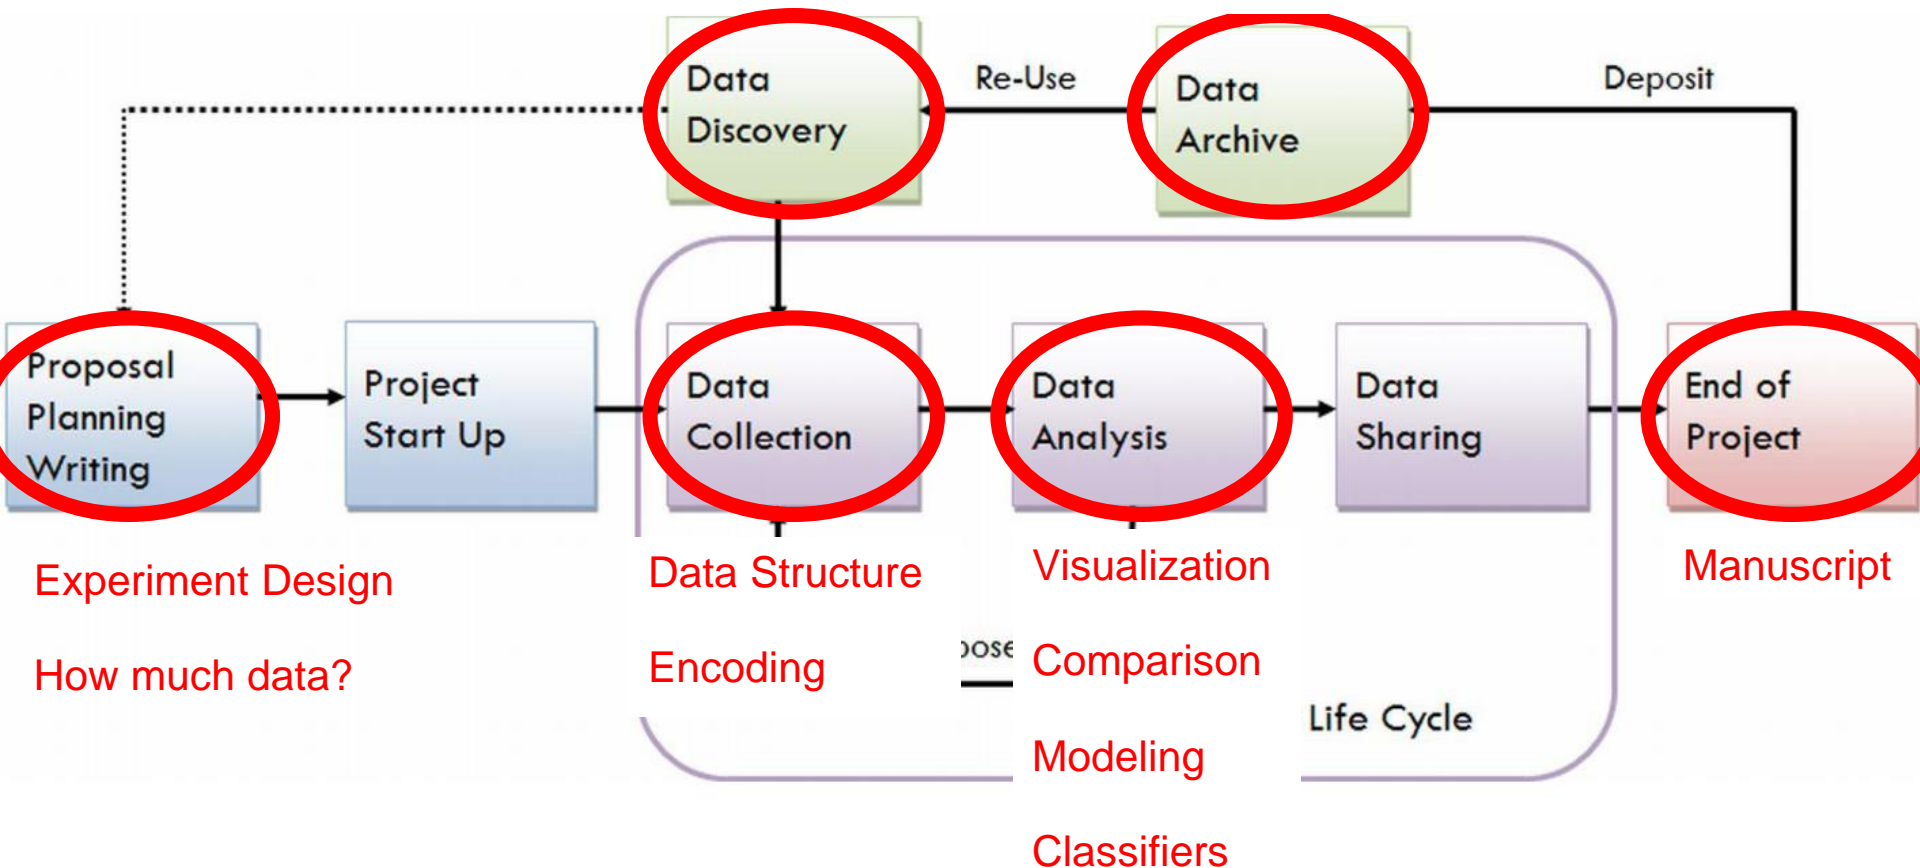 Data
Discovery
Re-Use
Data
Archive
Deposit
Proposal
Planning
Writing
Project
Start Up
Data
Collection
Data
Analysis
Data
Sharing
End of
Project
Experiment Design
How much data?
Data Structure
Encoding
Visualization
Comparison
Modeling
Classifiers
Manuscript
Life Cycle